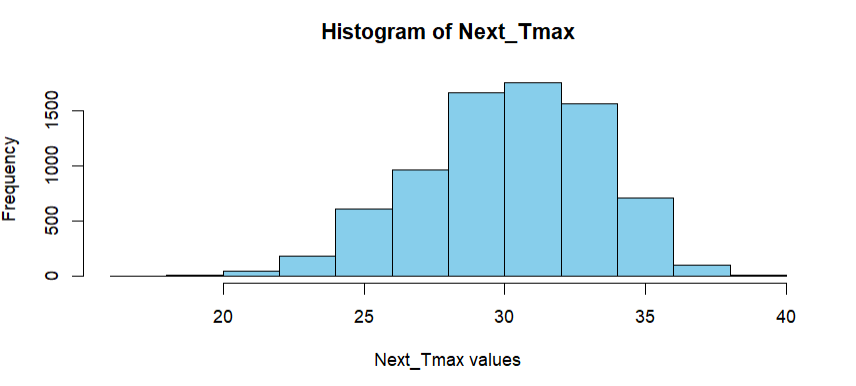 Histogram of Next_Tmax
Frequency
1500
1000
500
0
20 25 30 35 40
Next_Tmax values